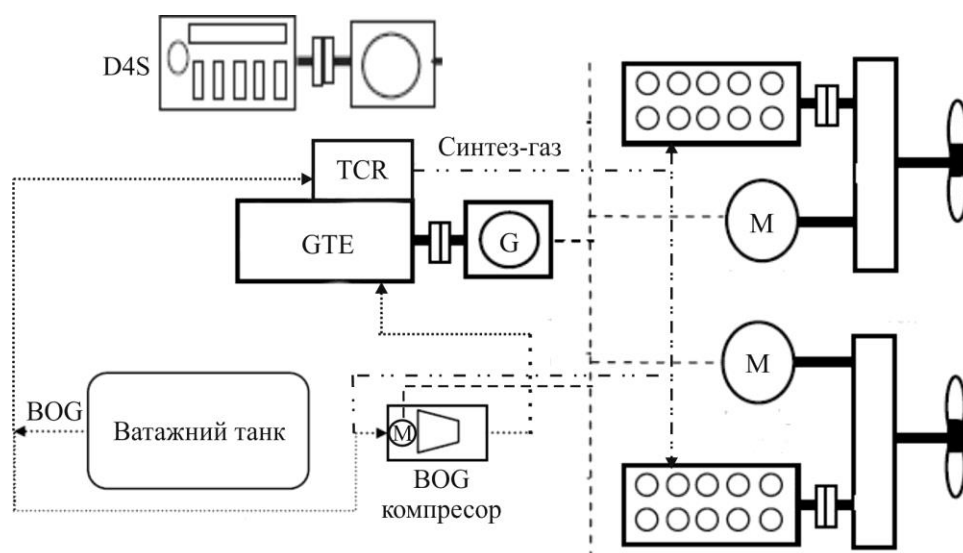 D4S
Синтез-газ
TCR
GTE
G
M
M
BOG
Ватажний танк
M
BOG
компресор